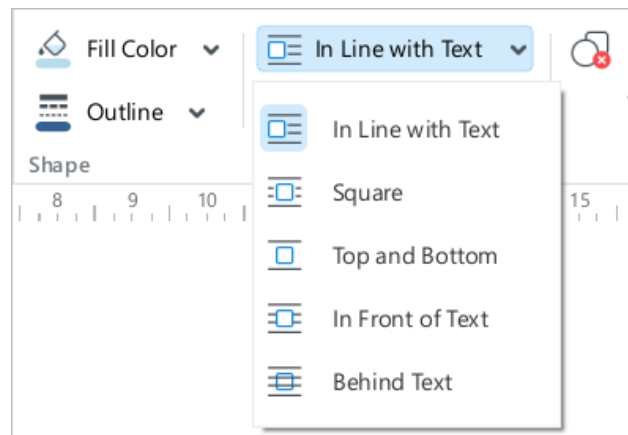 Fill Color
In Line with Text
Outline
Shape
8 9 10 15
In Line with Text
Square
Top and Bottom
In Front of Text
Behind Text